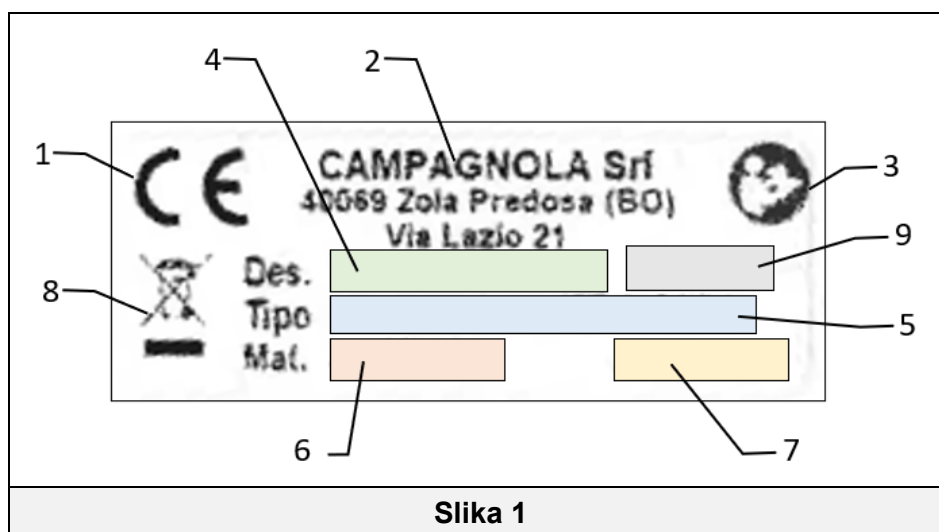 4 2
1 CE CAMPAGNOLA Srl 3
40069 Zola Predosa (BO)
Via Lazio 21
9
8 Des.
Tipo 5
Mat.
6 7
Slika 1